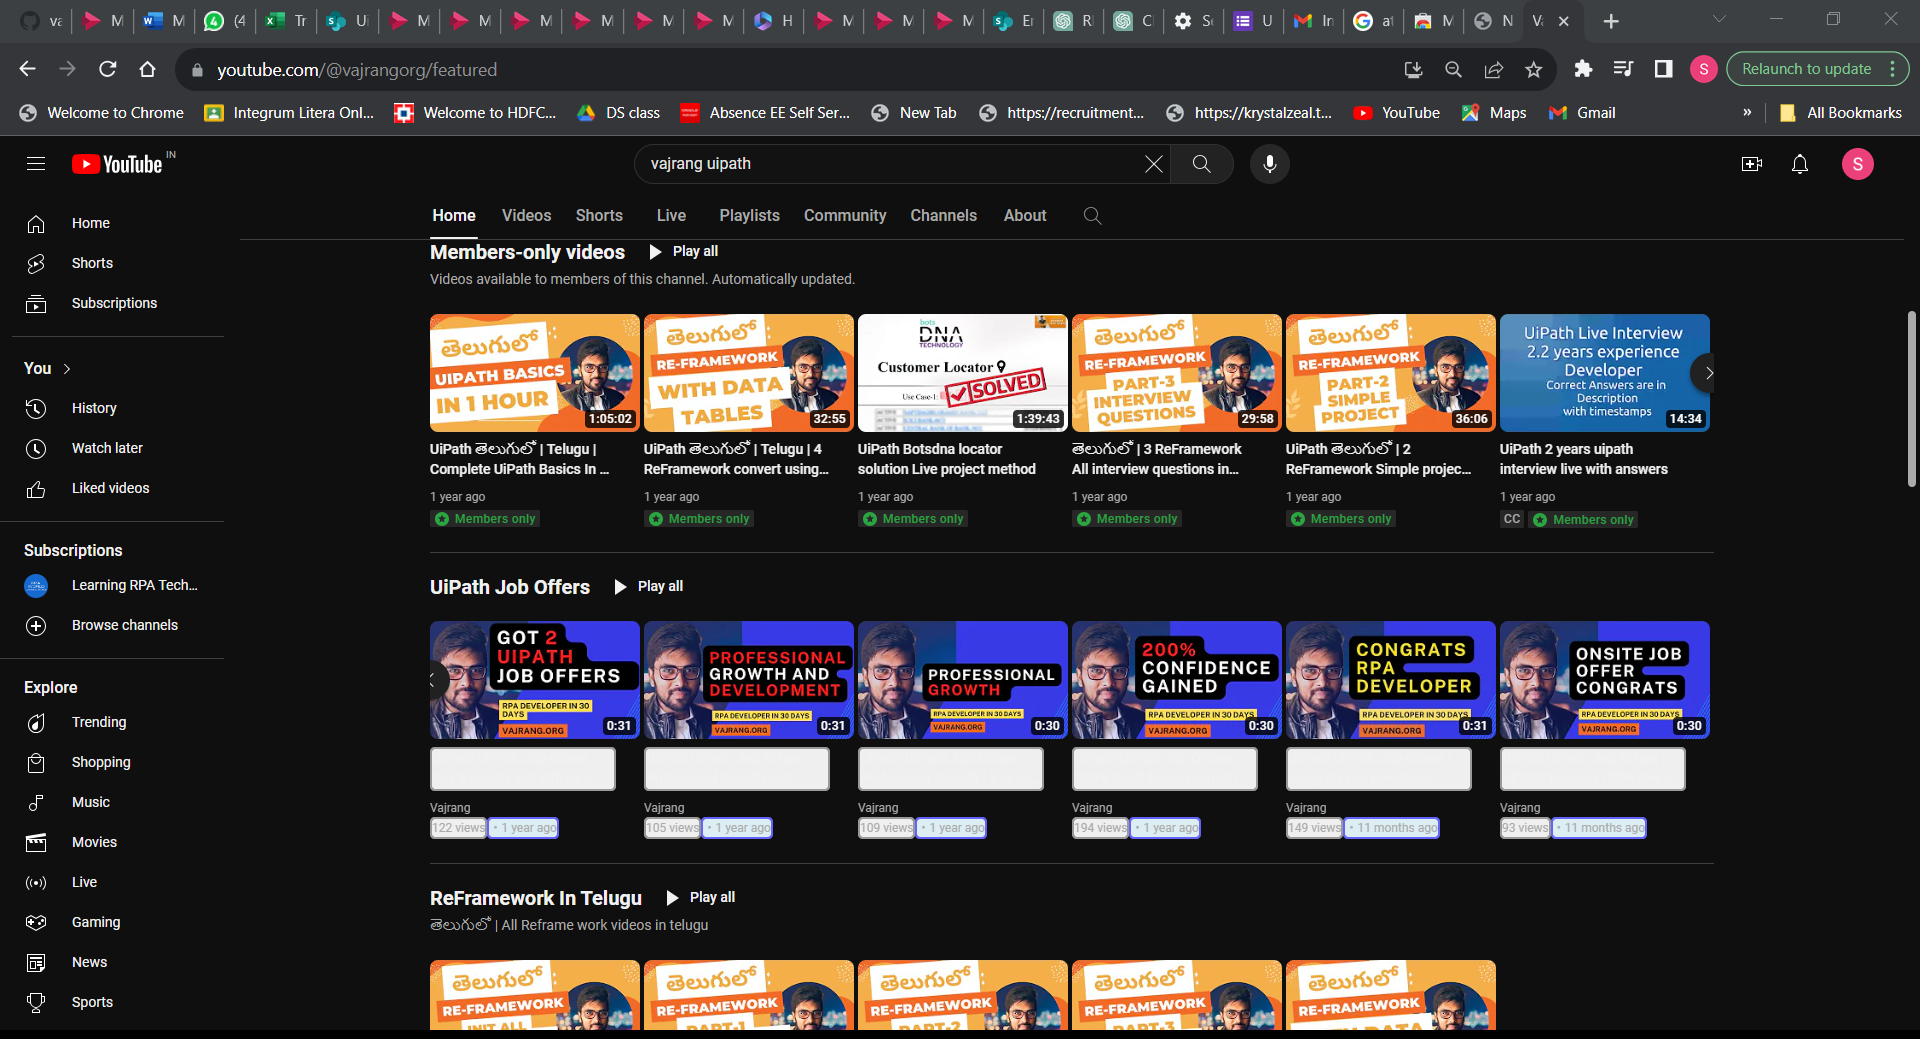 va
M
M
(4
Tr
Ui
M
M
M
M
M
M
H
M
M
M
Er
RI
Cl
Se
U
In
at
M
N
Va
youtube.com/@vajrangorg/featured
S
Relaunch to update
Welcome to Chrome
Integrum Litera Onl...
Welcome to HDFC...
DS class
Absence EE Self Ser...
New Tab
https://recruitment...
https://krystalzeal.t...
YouTube
Maps
Gmail
»
All Bookmarks
YouTube IN
vajrang uipath
S
Home
Videos
Shorts
Live
Playlists
Community
Channels
About
Home
Shorts
Subscriptions
You
History
Watch later
Liked videos
Subscriptions
Learning RPA Tech...
Browse channels
Explore
Trending
Shopping
Music
Movies
Live
Gaming
News
Sports
Members-only videos
Play all
Videos available to members of this channel. Automatically updated.
తెలుగులో
UIPATH BASICS
IN 1 HOUR
1:05:02
UiPath తెలుగులో | Telugu |
Complete UiPath Basics In ...
1 year ago
Members only
తెలుగులో
RE-FRAMEWORK
WITH DATA
TABLES
32:55
UiPath తెలుగులో | Telugu | 4
ReFramework convert using...
1 year ago
Members only
bots
DNA
TECHNOLOGY
Customer Locator
Use Case-1:
SOLVED
1:39:43
UiPath Botsdna locator
solution Live project method
1 year ago
Members only
తెలుగులో
RE-FRAMEWORK
PART-3
INTERVIEW
QUESTIONS
29:58
తెలుగులో | 3 ReFramework
All interview questions in...
1 year ago
Members only
తెలుగులో
RE-FRAMEWORK
PART-2
SIMPLE
PROJECT
36:06
UiPath తెలుగులో | 2
ReFramework Simple projec...
1 year ago
Members only
UiPath Live Interview
2.2 years experience
Developer
Correct Answers are in
Description
with timestamps
14:34
UiPath 2 years uipath
interview live with answers
1 year ago
CC
Members only
UiPath Job Offers
Play all
GOT 2
UIPATH
JOB OFFERS
RPA DEVELOPER IN 30
DAYS
VAJRANG.ORG
0:31
Vajrang
122 views • 1 year ago
PROFESSIONAL
GROWTH AND
DEVELOPMENT
RPA DEVELOPER IN 30 DAYS
VAJRANG.ORG
0:31
Vajrang
105 views • 1 year ago
PROFESSIONAL
GROWTH
RPA DEVELOPER IN 30 DAYS
VAJRANG.ORG
0:30
Vajrang
109 views • 1 year ago
200%
CONFIDENCE
GAINED
RPA DEVELOPER IN 30 DAYS
VAJRANG.ORG
0:30
Vajrang
194 views • 1 year ago
CONGRATS
RPA
DEVELOPER
RPA DEVELOPER IN 30 DAYS
VAJRANG.ORG
0:31
Vajrang
149 views • 11 months ago
ONSITE JOB
OFFER
CONGRATS
RPA DEVELOPER IN 30 DAYS
VAJRANG.ORG
0:30
Vajrang
93 views • 11 months ago
ReFramework In Telugu
Play all
తెలుగులో | All Reframe work videos in telugu
తెలుగులో
RE-FRAMEWORK
INIT ALL
తెలుగులో
RE-FRAMEWORK
PART-1
తెలుగులో
RE-FRAMEWORK
PART-2
తెలుగులో
RE-FRAMEWORK
PART-3
తెలుగులో
RE-FRAMEWORK